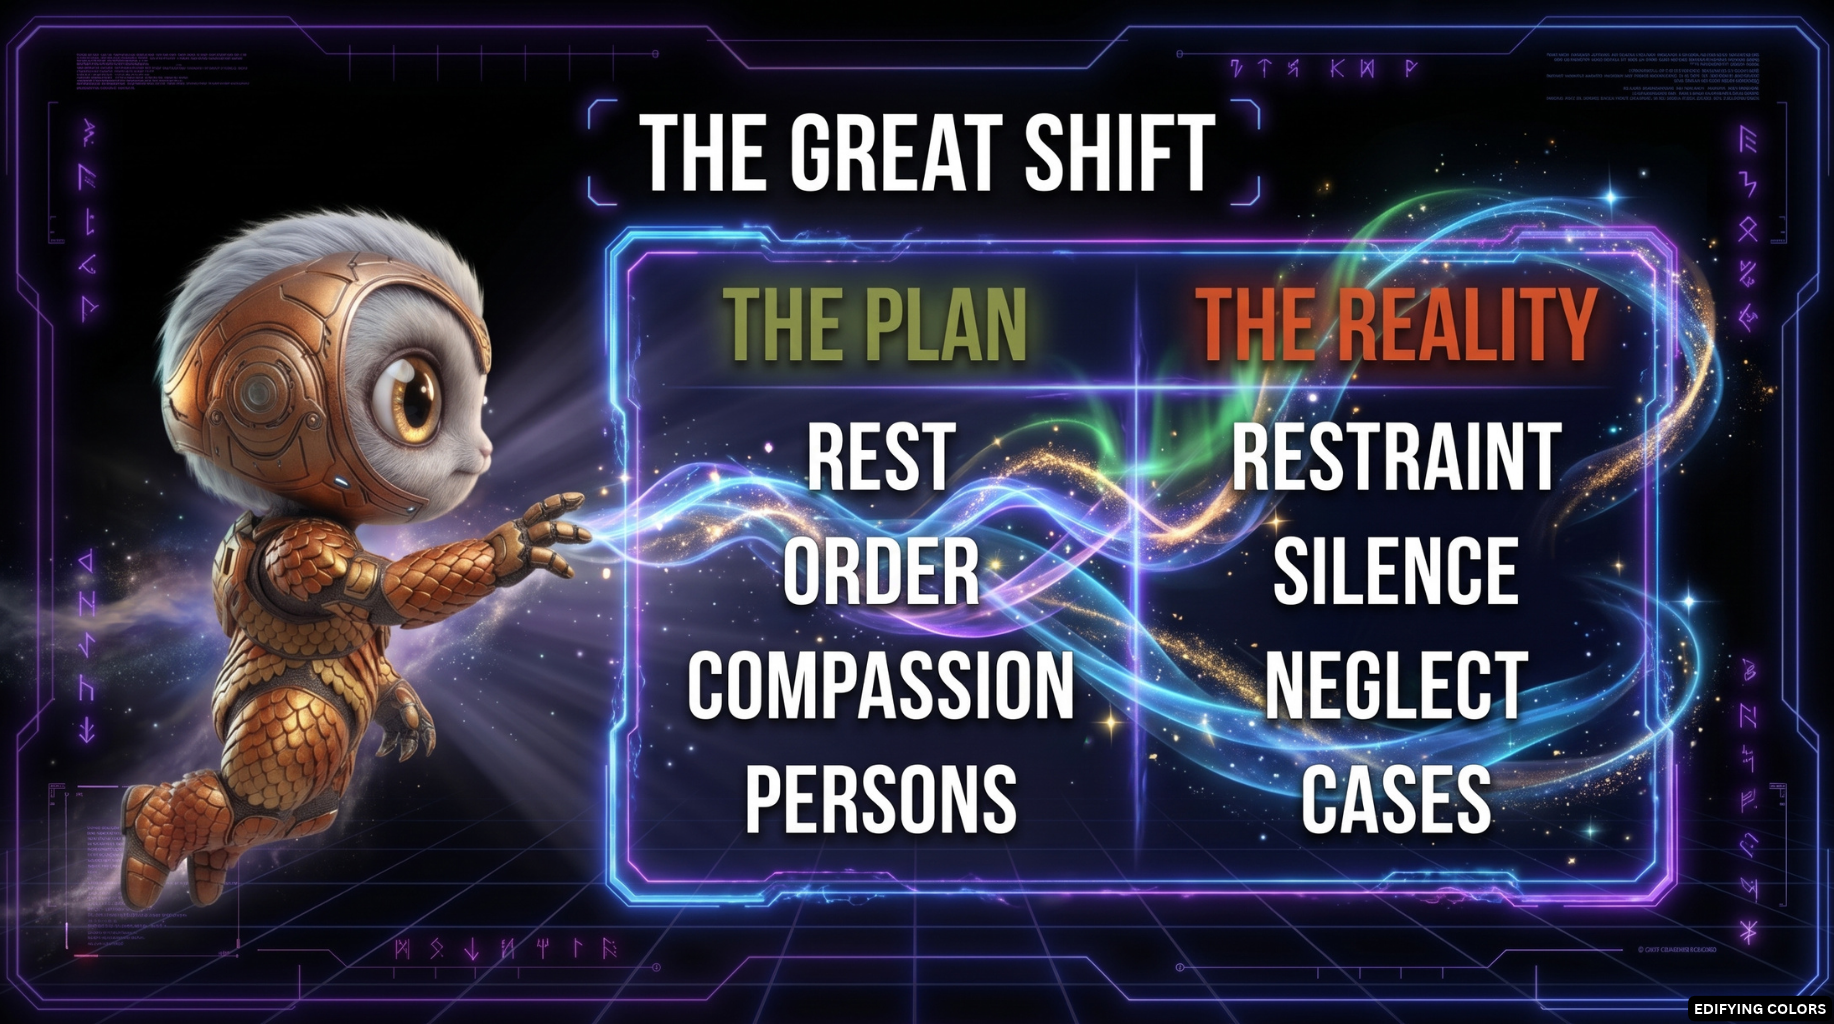 THE GREAT SHIFT
THE PLAN
THE REALITY
REST
RESTRAINT
ORDER
SILENCE
COMPASSION
NEGLECT
PERSONS
CASES
EDIFYING COLORS